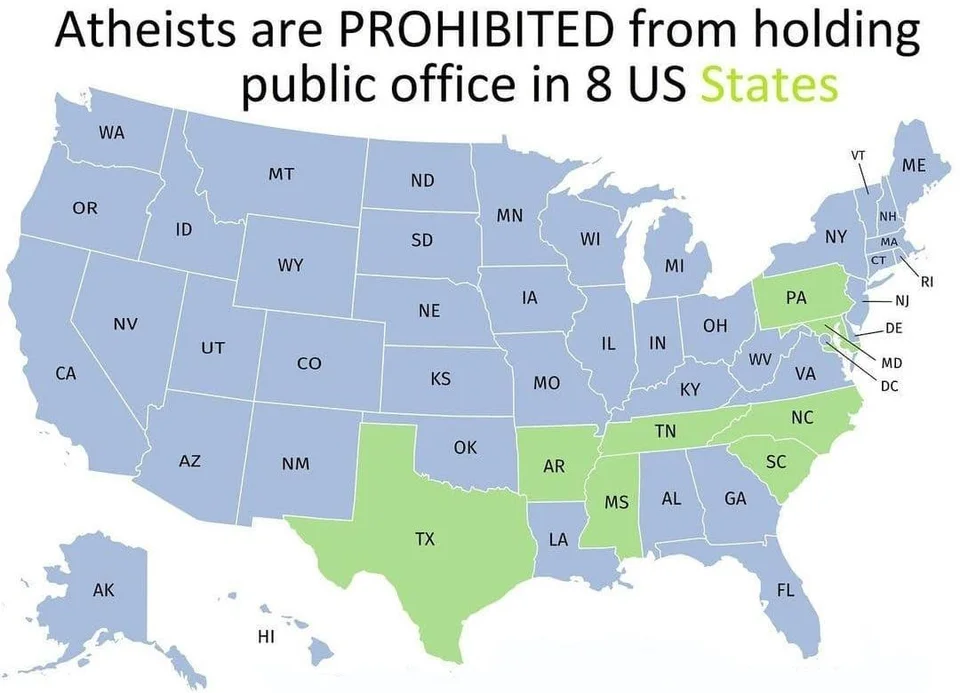 Atheists are PROHIBITED from holding
public office in 8 US States
WA
MT
ND
MN
VT
ME
OR
ID
SD
WI
MI
NY
NH
MA
CT
RI
WY
NE
IA
PA
NJ
NV
UT
CO
IL
IN
OH
DE
CA
KS
MO
WV
VA
MD
KY
DC
AZ
NM
OK
AR
TN
NC
SC
TX
LA
MS
AL
GA
AK
HI
FL